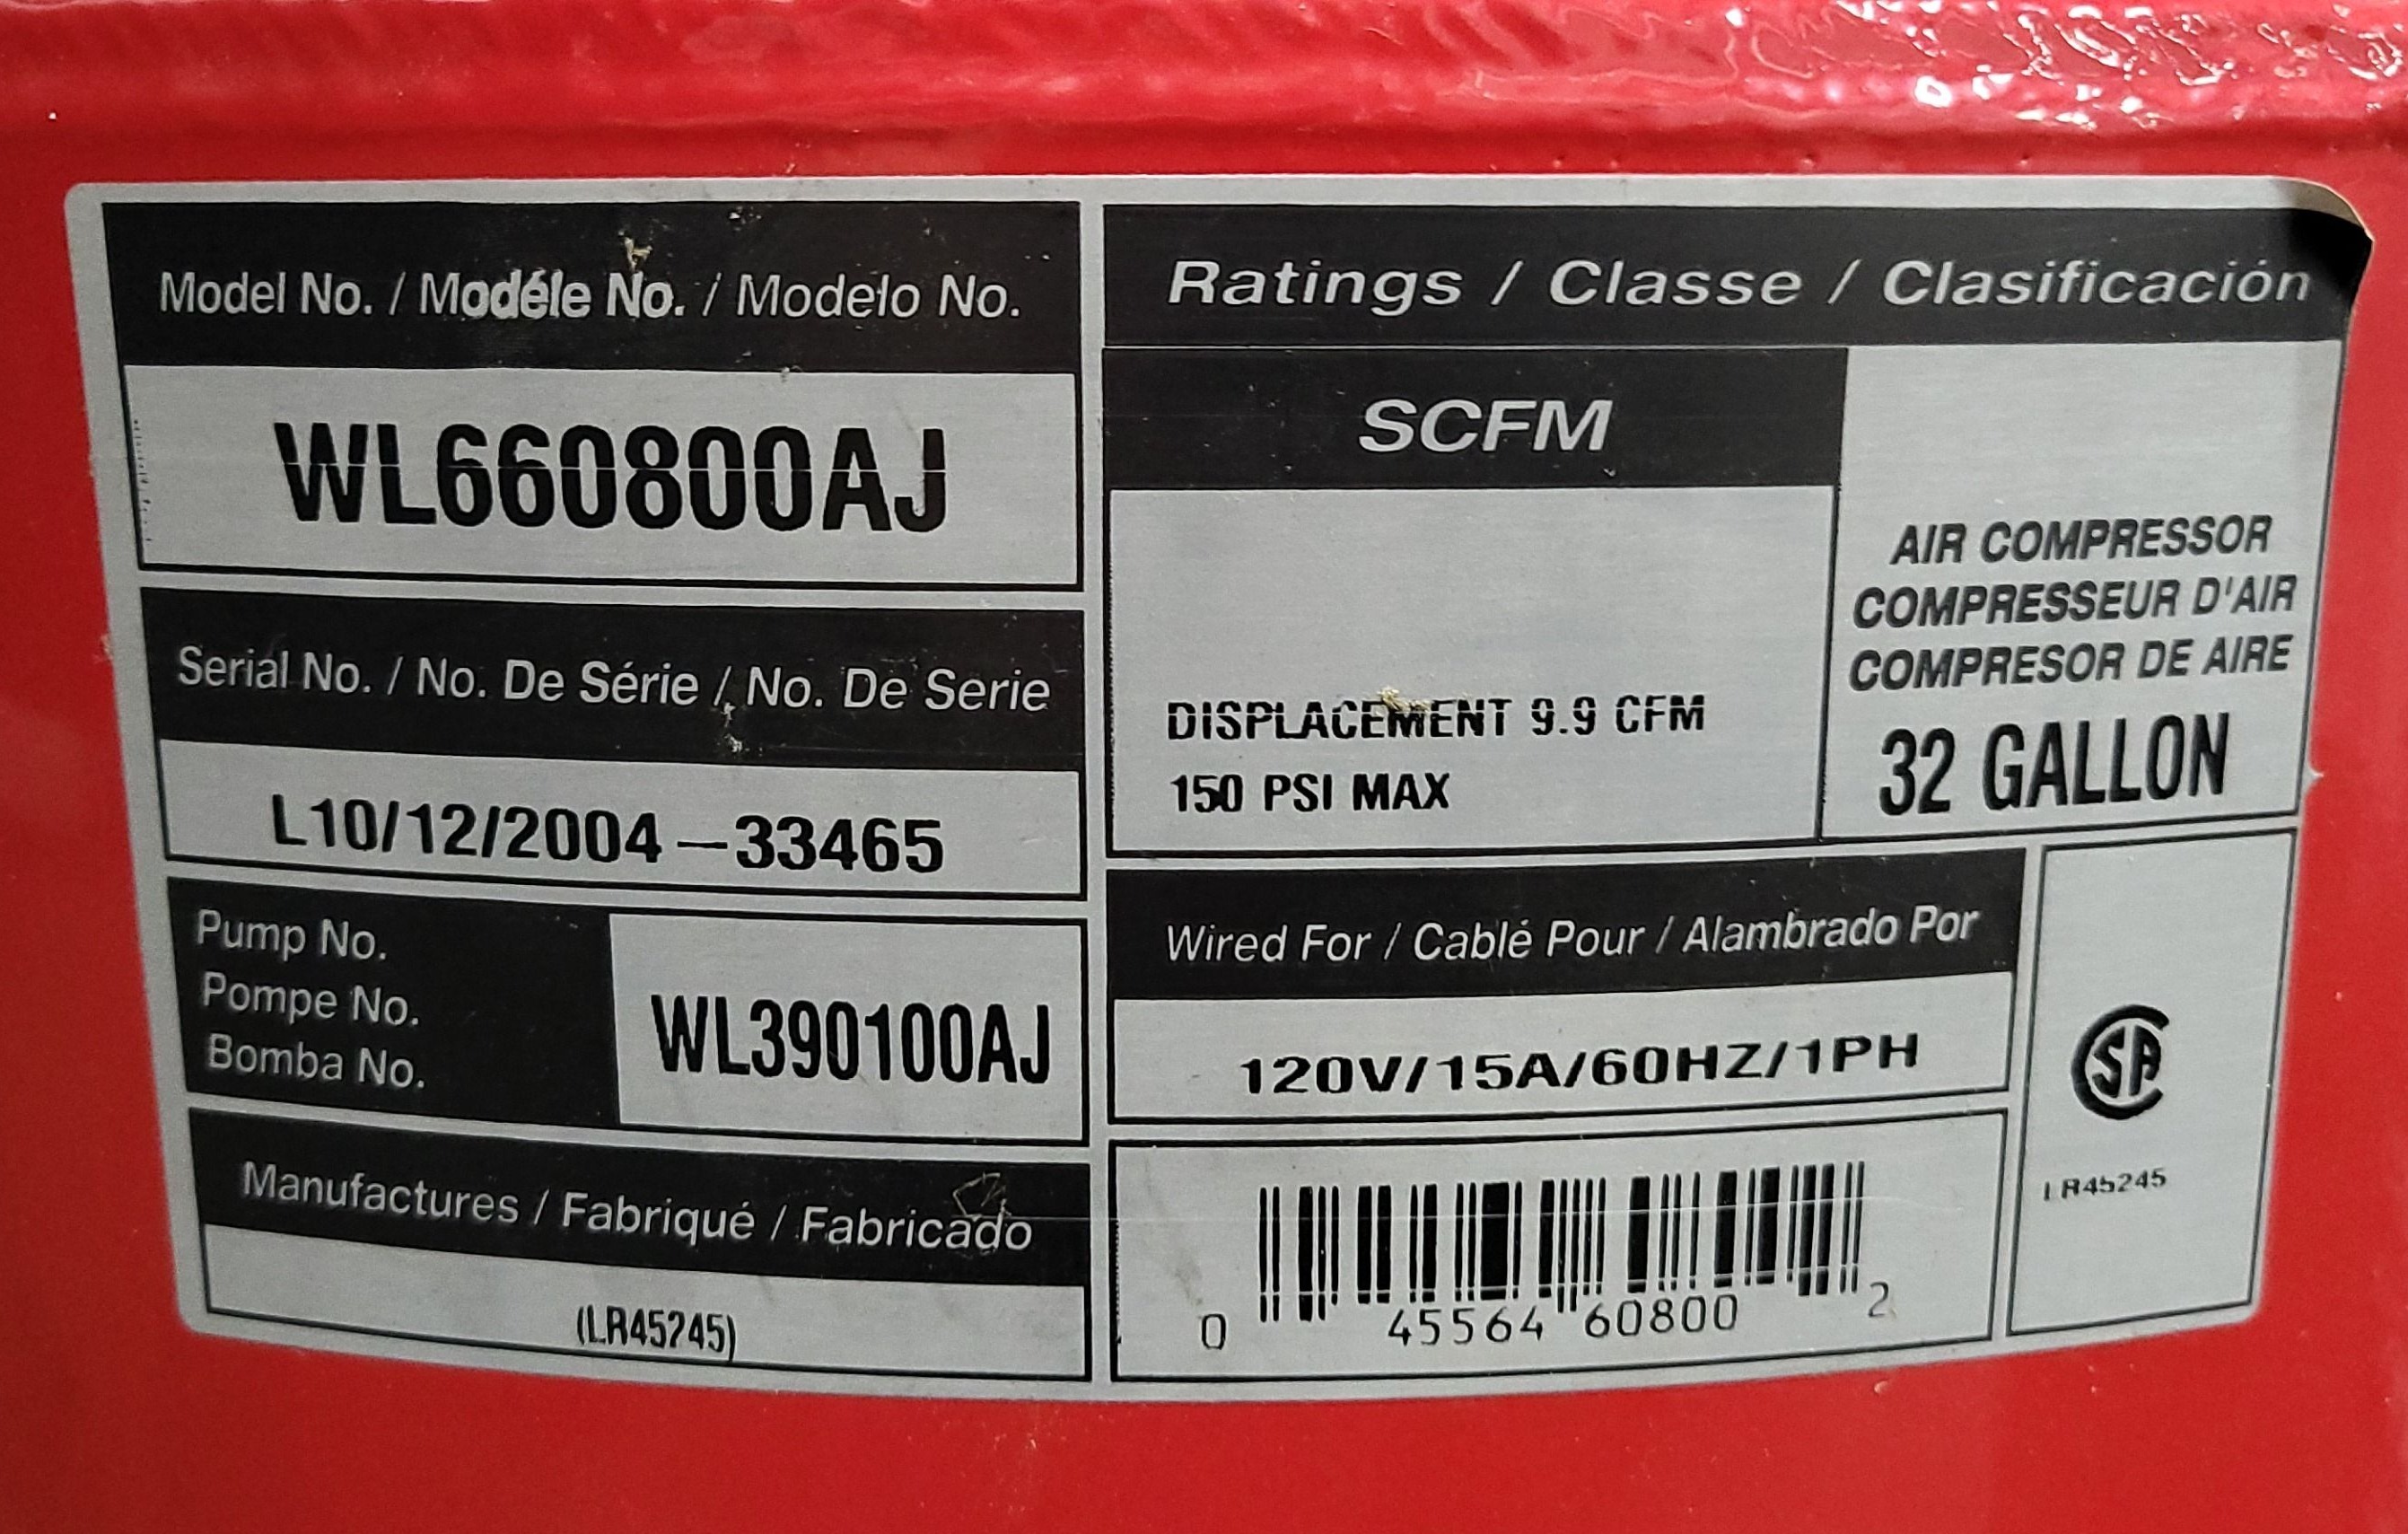 Model No. / Modéle No. / Modelo No.
WL660800AJ
Serial No. / No. De Série / No. De Serie
L10/12/2004-33465
Pump No.
Pompe No.
Bomba No.
WL390100AJ
Manufactures / Fabriqué / Fabricado
(LR45245)
Ratings / Classe / Clasificación
SCFM
DISPLACEMENT 9.9 CFM
150 PSI MAX
AIR COMPRESSOR
COMPRESSEUR D'AIR
COMPRESOR DE AIRE
32 GALLON
Wired For / Cablé Pour / Alambrado Por
120V/15A/60HZ/1PH
0 45564 60800 2
SA
LR45245